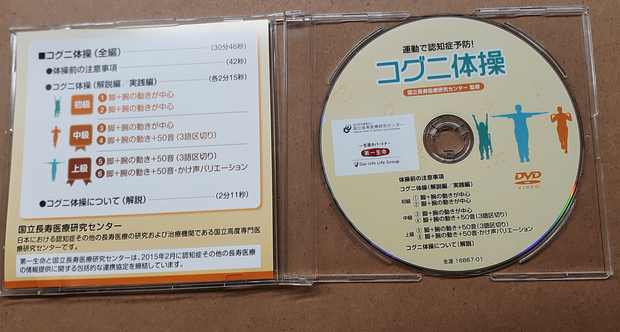 ■コグニ体操（全編） （30分46秒）
●体操前の注意事項 （42秒）
●コグニ体操（解説編／実践編） （各2分15秒）
初級 ①脚＋腕の動きが中心
②脚＋腕の動きが中心
中級 ③脚＋腕の動きが中心
④脚＋腕の動き＋50音（3語区切り）
上級 ⑤脚＋腕の動き＋50音（3語区切り）
⑥脚＋腕の動き＋50音・かけ声バリエーション
●コグニ体操について（解説） （2分11秒）
国立長寿医療研究センター
日本における認知症その他の長寿医療の研究および治療機関である国立高度専門医療研究センターです。
第一生命と国立長寿医療研究センターは、2015年2月に認知症その他の長寿医療の情報提供に関する包括的な連携協定を締結しています。
運動で認知症予防!
コグニ体操
国立長寿医療研究センター 監修
国立長寿医療研究センター
一生涯のパートナー
第一生命
Dai-ichi Life Group
DVD
VIDEO
体操前の注意事項
コグニ体操（解説編／実践編）
初級 ①脚＋腕の動きが中心
②脚＋腕の動きが中心
中級 ③脚＋腕の動きが中心
④脚＋腕の動き＋50音（3語区切り）
上級 ⑤脚＋腕の動き＋50音（3語区切り）
⑥脚＋腕の動き＋50音・かけ声バリエーション
コグニ体操について（解説）
生涯 16867-01